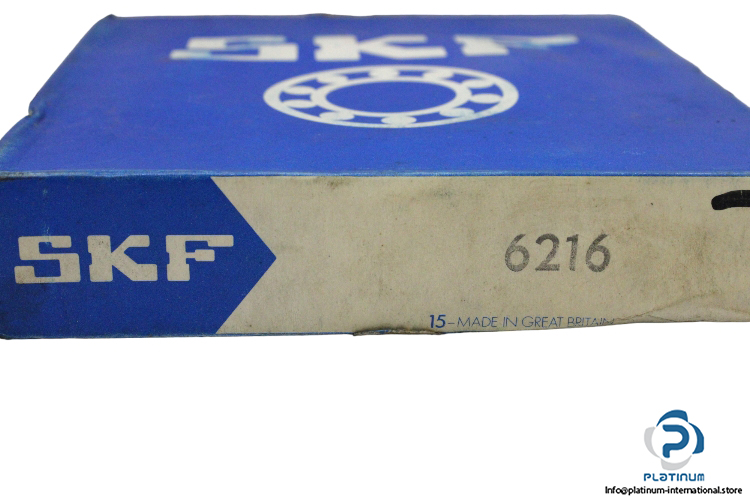 SKF
SKF
6216
15-MADE IN GREAT BRITAIN
PLATINUM
Info@platinum-international.store